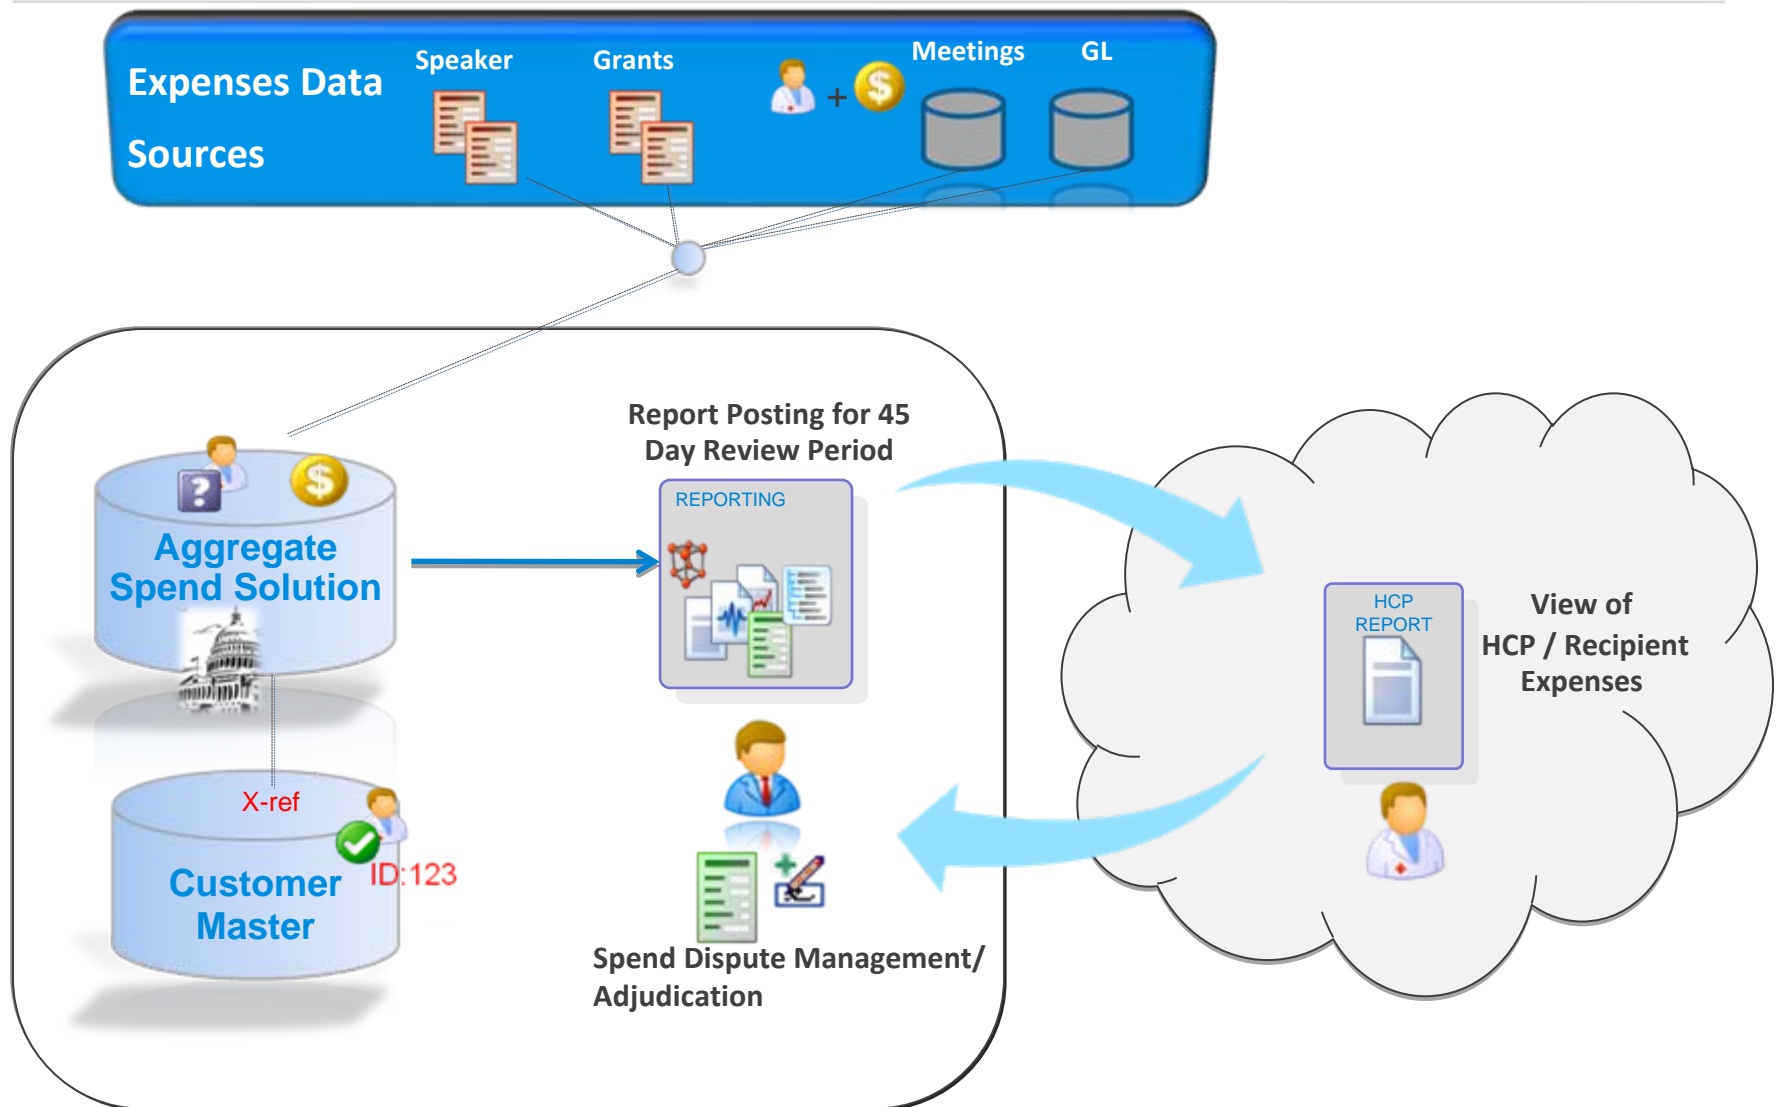 Expenses Data
Sources
Speaker
Grants
+
$
Meetings
GL
Report Posting for 45
Day Review Period
REPORTING
?
$
Aggregate
Spend Solution
X-ref
ID:123
Customer
Master
Spend Dispute Management/
Adjudication
HCP
REPORT
View of
HCP / Recipient
Expenses